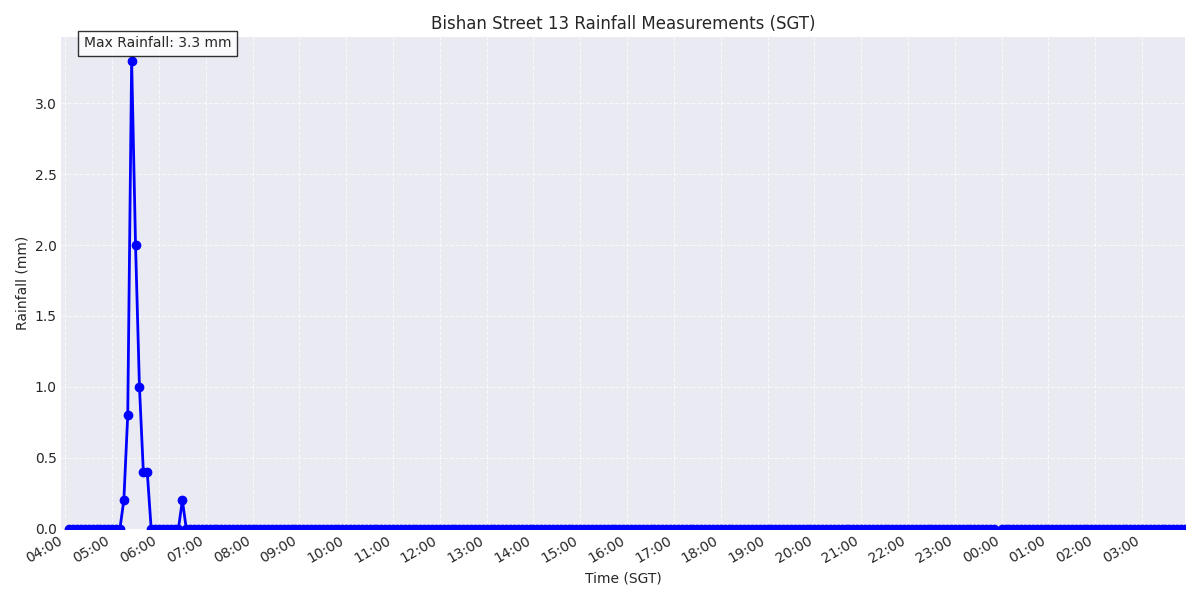 Bishan Street 13 Rainfall Measurements (SGT)
Max Rainfall: 3.3 mm
Rainfall (mm)
3.0
2.5
2.0
1.5
1.0
0.5
0.0
04:00 05:00 06:00 07:00 08:00 09:00 10:00 11:00 12:00 13:00 14:00 15:00 16:00 17:00 18:00 19:00 20:00 21:00 22:00 23:00 00:00 01:00 02:00 03:00
Time (SGT)